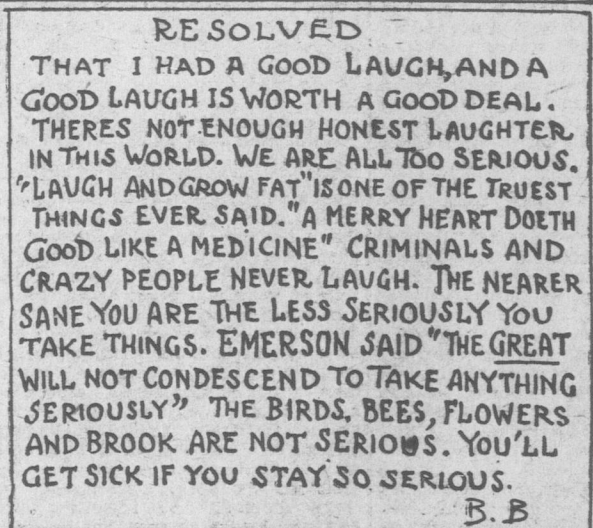 RESOLVED
THAT I HAD A GOOD LAUGH, AND A
GOOD LAUGH IS WORTH A GOOD DEAL.
THERES NOT ENOUGH HONEST LAUGHTER
IN THIS WORLD. WE ARE ALL TOO SERIOUS.
"LAUGH AND GROW FAT" IS ONE OF THE TRUEST
THINGS EVER SAID. "A MERRY HEART DOETH
GOOD LIKE A MEDICINE" CRIMINALS AND
CRAZY PEOPLE NEVER LAUGH. THE NEARER
SANE YOU ARE THE LESS SERIOUSLY YOU
TAKE THINGS. EMERSON SAID "THE GREAT
WILL NOT CONDESCEND TO TAKE ANYTHING
SERIOUSLY" THE BIRDS, BEES, FLOWERS
AND BROOK ARE NOT SERIOUS. YOU'LL
GET SICK IF YOU STAY SO SERIOUS.
B.B